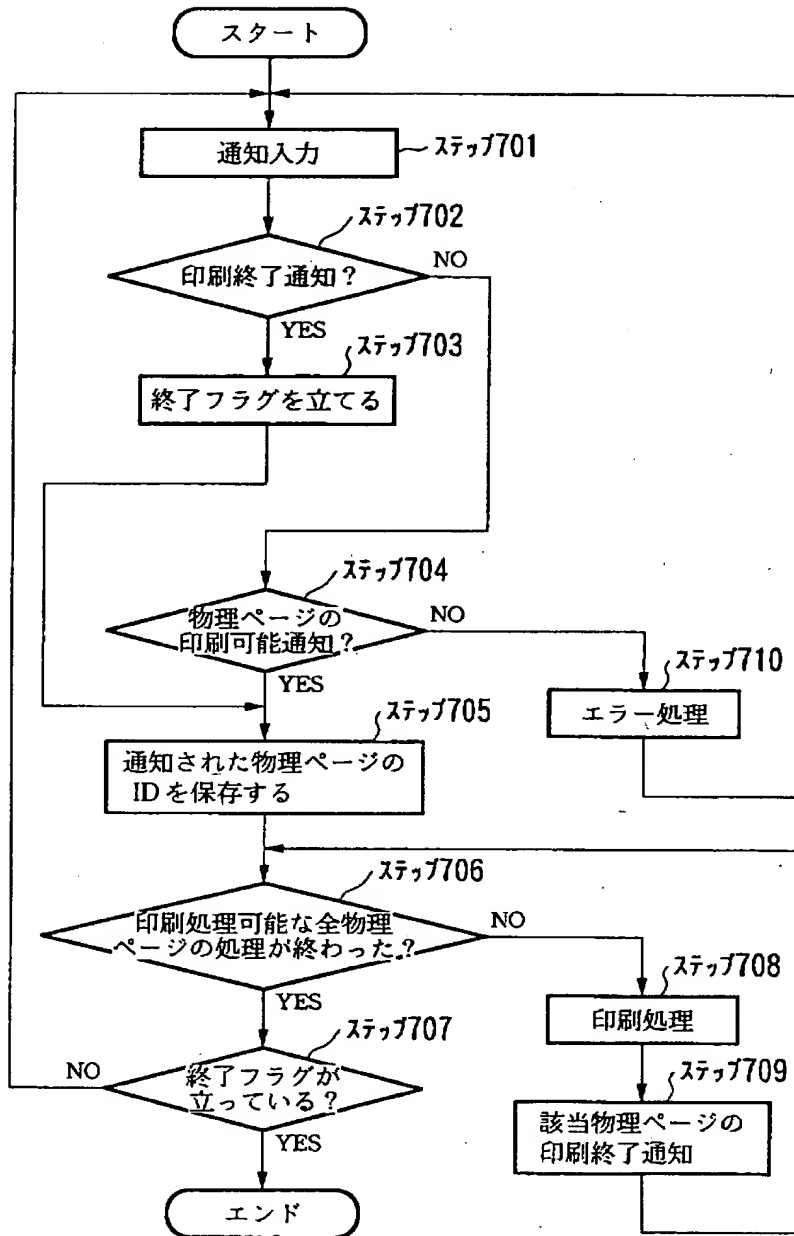 スタート
通知入力
ステップ701
ステップ702
印刷終了通知？
NO
YES
ステップ703
終了フラグを立てる
ステップ704
物理ページの
印刷可能通知？
NO
YES
ステップ710
エラー処理
ステップ705
通知された物理ページの
IDを保存する
ステップ706
印刷処理可能な全物理
ページの処理が終わった？
NO
YES
ステップ708
印刷処理
ステップ707
NO
終了フラグが
立っている？
YES
ステップ709
該当物理ページの
印刷終了通知
エンド